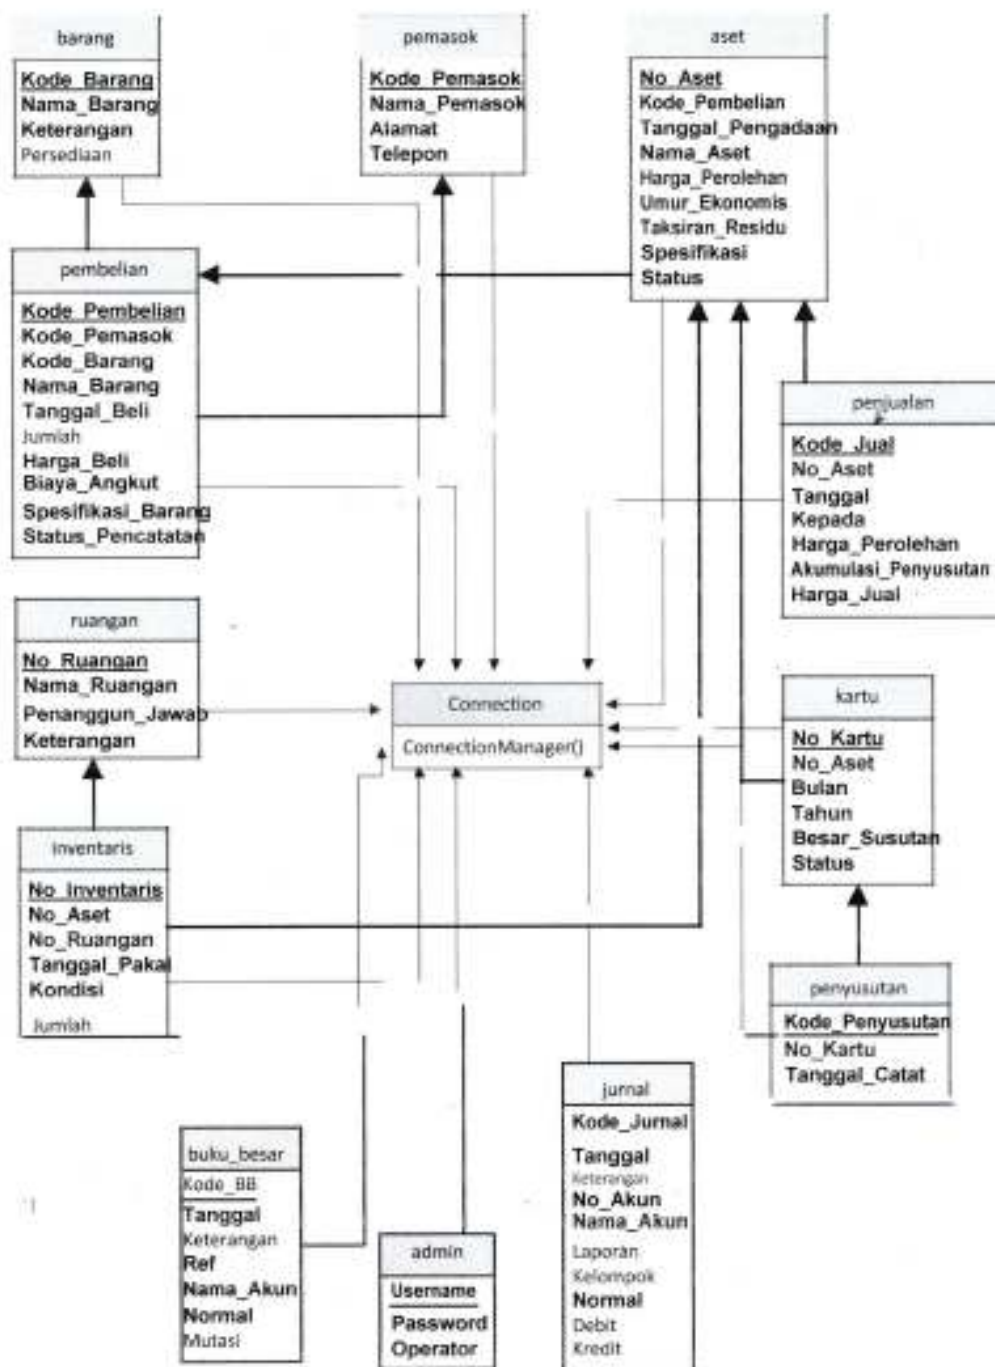 barang
Kode_Barang
Nama_Barang
Keterangan
Persediaan
pemasok
Kode_Pemasok
Nama_Pemasok
Alamat
Telepon
aset
No_Aset
Kode_Pembelian
Tanggal_Pengadaan
Nama_Aset
Harga_Perolehan
Umur_Ekonomis
Taksiran_Residu
Spesifikasi
Status
pembelian
Kode_Pembelian
Kode_Pemasok
Kode_Barang
Nama_Barang
Tanggal_Beli
Jumlah
Harga_Beli
Biaya_Angkut
Spesifikasi_Barang
Status_Pencatatan
penjualan
Kode_Jual
No_Aset
Tanggal
Kepada
Harga_Perolehan
Akumulasi_Penyusutan
Harga_Jual
ruangan
No_Ruangan
Nama_Ruangan
Penanggun_Jawab
Keterangan
Connection
ConnectionManager()
kartu
No_Kartu
No_Aset
Bulan
Tahun
Besar_Susutan
Status
inventaris
No_Inventaris
No_Aset
No_Ruangan
Tanggal_Pakai
Kondisi
Jumlah
penyusutan
Kode_Penyusutan
No_Kartu
Tanggal_Catat
buku_besar
Kode_BB
Tanggal
Keterangan
Ref
Nama_Akun
Normal
Mutasi
admin
Username
Password
Operator
jurnal
Kode_Jurnal
Tanggal
Keterangan
No_Akun
Nama_Akun
Laporan
Kelompok
Normal
Debit
Kredit